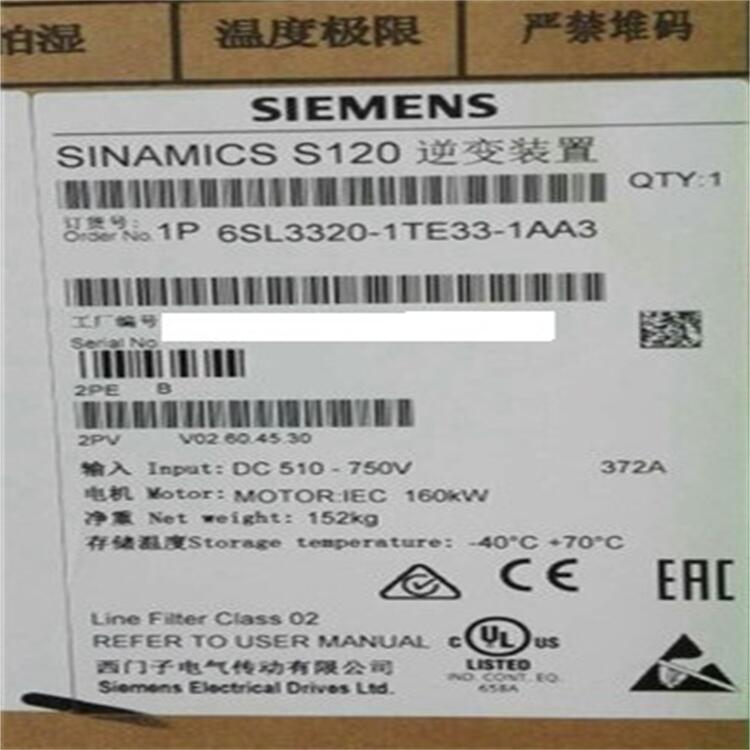 怕湿 温度极限 严禁堆码
SIEMENS
SINAMICS S120 逆变装置
QTY:1
订货号:
Order No. 1P 6SL3320-1TE33-1AA3
工厂编号
Serial No.
2PE B
2PV V02.60.45.30
输入 Input: DC 510 - 750V 372A
电机 Motor: MOTOR:IEC 160kW
净重 Net weight: 152kg
存储温度Storage temperature: -40°C +70°C
CE EAC
Line Filter Class 02
REFER TO USER MANUAL
西门子电气传动有限公司
Siemens Electrical Drives Ltd.
c UL us
LISTED
IND. CONT. EQ.
658A